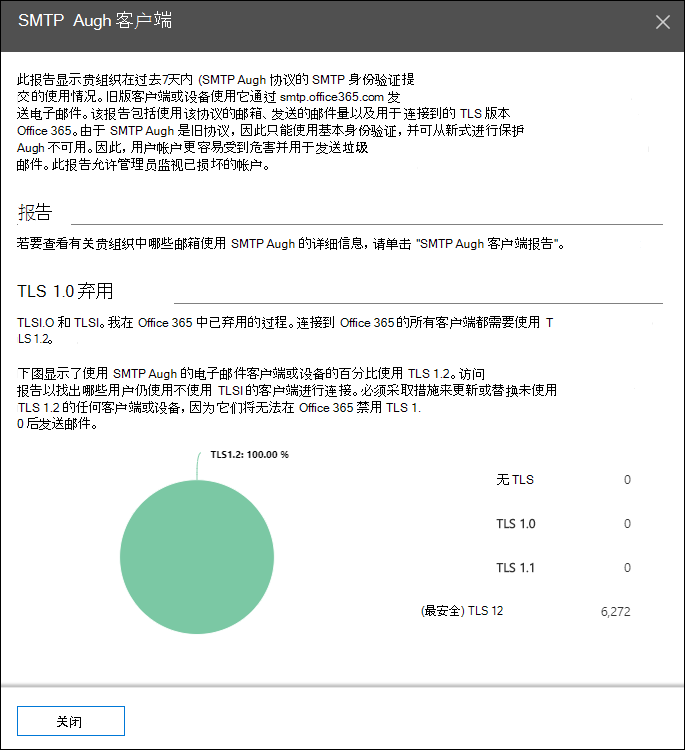 SMTP Augh 客户端
此报告显示贵组织在过去7天内 (SMTP Augh 协议的 SMTP 身份验证提
交的使用情况。旧版客户端或设备使用它通过 smtp.office365.com 发
送电子邮件。该报告包括使用该协议的邮箱、发送的邮件量以及用于 连接到的 TLS 版本
Office 365。由于 SMTP Augh 是旧协议，因此只能使用基本身份验证，并可从新式进行保护
Augh 不可用。因此，用户帐户更容易受到危害并用于发送垃圾
邮件。此报告允许管理员监视已损坏的帐户。
报告
若要查看有关贵组织中哪些邮箱使用 SMTP Augh 的详细信息，请单击 "SMTP Augh 客户端报告"。
TLS 1.0 弃用
TLSI.O 和 TLSI。我在 Office 365 中已弃用的过程。连接到 Office 365 的所有客户端都需要使用 T
LS 1.2。
下图显示了使用 SMTP Augh 的电子邮件客户端或设备的百分比使用 TLS 1.2。访问
报告以找出哪些用户仍使用不使用 TLSI 的客户端进行连接。必须采取措施来更新或替换未使用
TLS 1.2 的任何客户端或设备，因为它们将无法在 Office 365 禁用 TLS 1.
0 后发送邮件。
TLS1.2: 100.00 %
无 TLS 0
TLS 1.0 0
TLS 1.1 0
(最安全) TLS 12 6,272
关闭